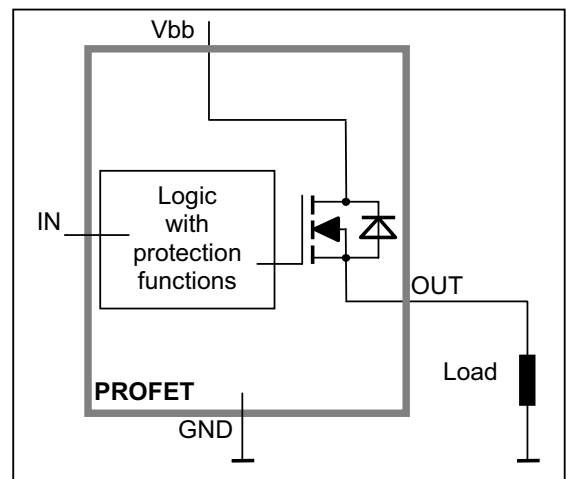 Vbb
Logic
with
protection
functions
IN
OUT
Load
PROFET
GND